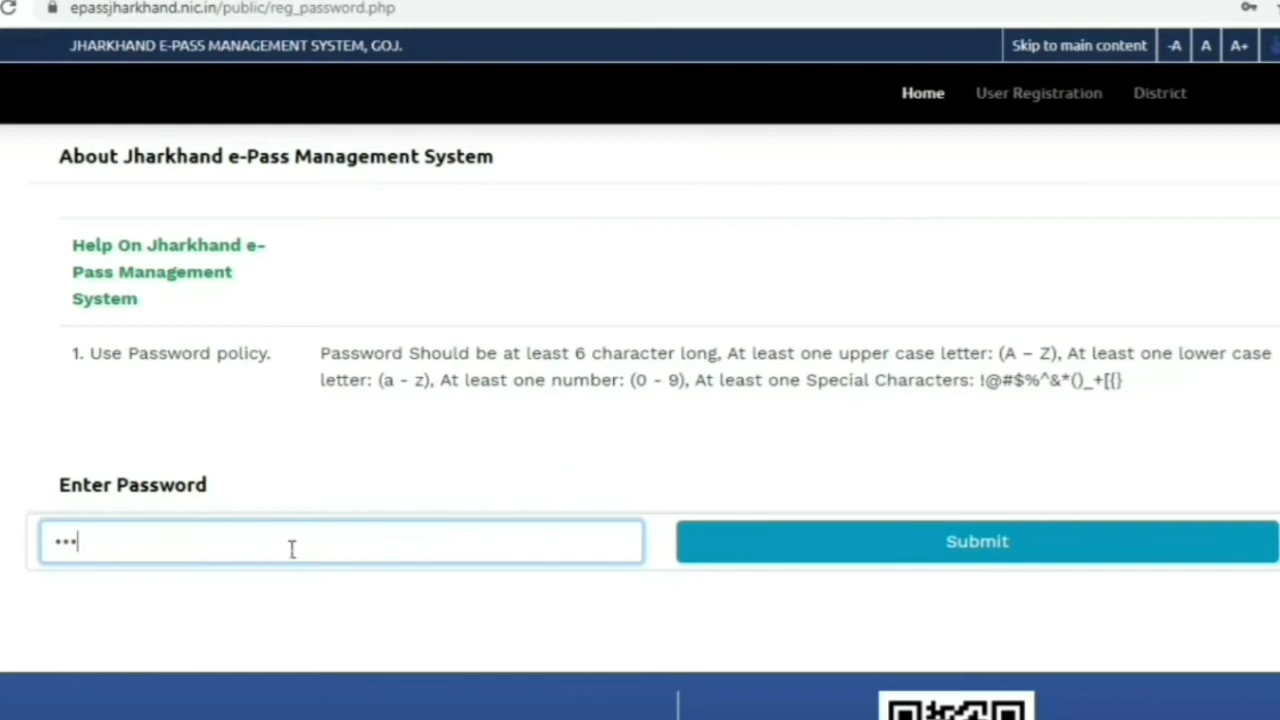 epassjharkhand.nic.in/public/reg_password.php
JHARKHAND E-PASS MANAGEMENT SYSTEM, GOJ.
Skip to main content -A A A+
Home User Registration District
About Jharkhand e-Pass Management System
Help On Jharkhand e-
Pass Management
System
1. Use Password policy.
Password Should be at least 6 character long, At least one upper case letter: (A – Z), At least one lower case
letter: (a - z), At least one number: (0 - 9), At least one Special Characters: !@#$%^&*()_+[{}
Enter Password
•••
Submit